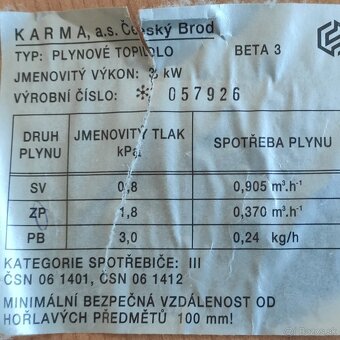 KARMA, a.s. Český Brod
TYP: PLYNOVÉ TOPIDLO BETA 3
JMENOVITÝ VÝKON: 3 kW
VÝROBNÍ ČÍSLO: * 057926
DRUH PLYNU JMENOVITÝ TLAK kPa SPOTŘEBA PLYNU
SV 0,8 0,905 m³.h⁻¹
ZP 1,8 0,370 m³.h⁻¹
PB 3,0 0,24 kg/h
KATEGORIE SPOTŘEBIČE: III
ČSN 06 1401, ČSN 06 1412
MINIMÁLNÍ BEZPEČNÁ VZDÁLENOST OD
HOŘLAVÝCH PŘEDMĚTŮ 100 mm!